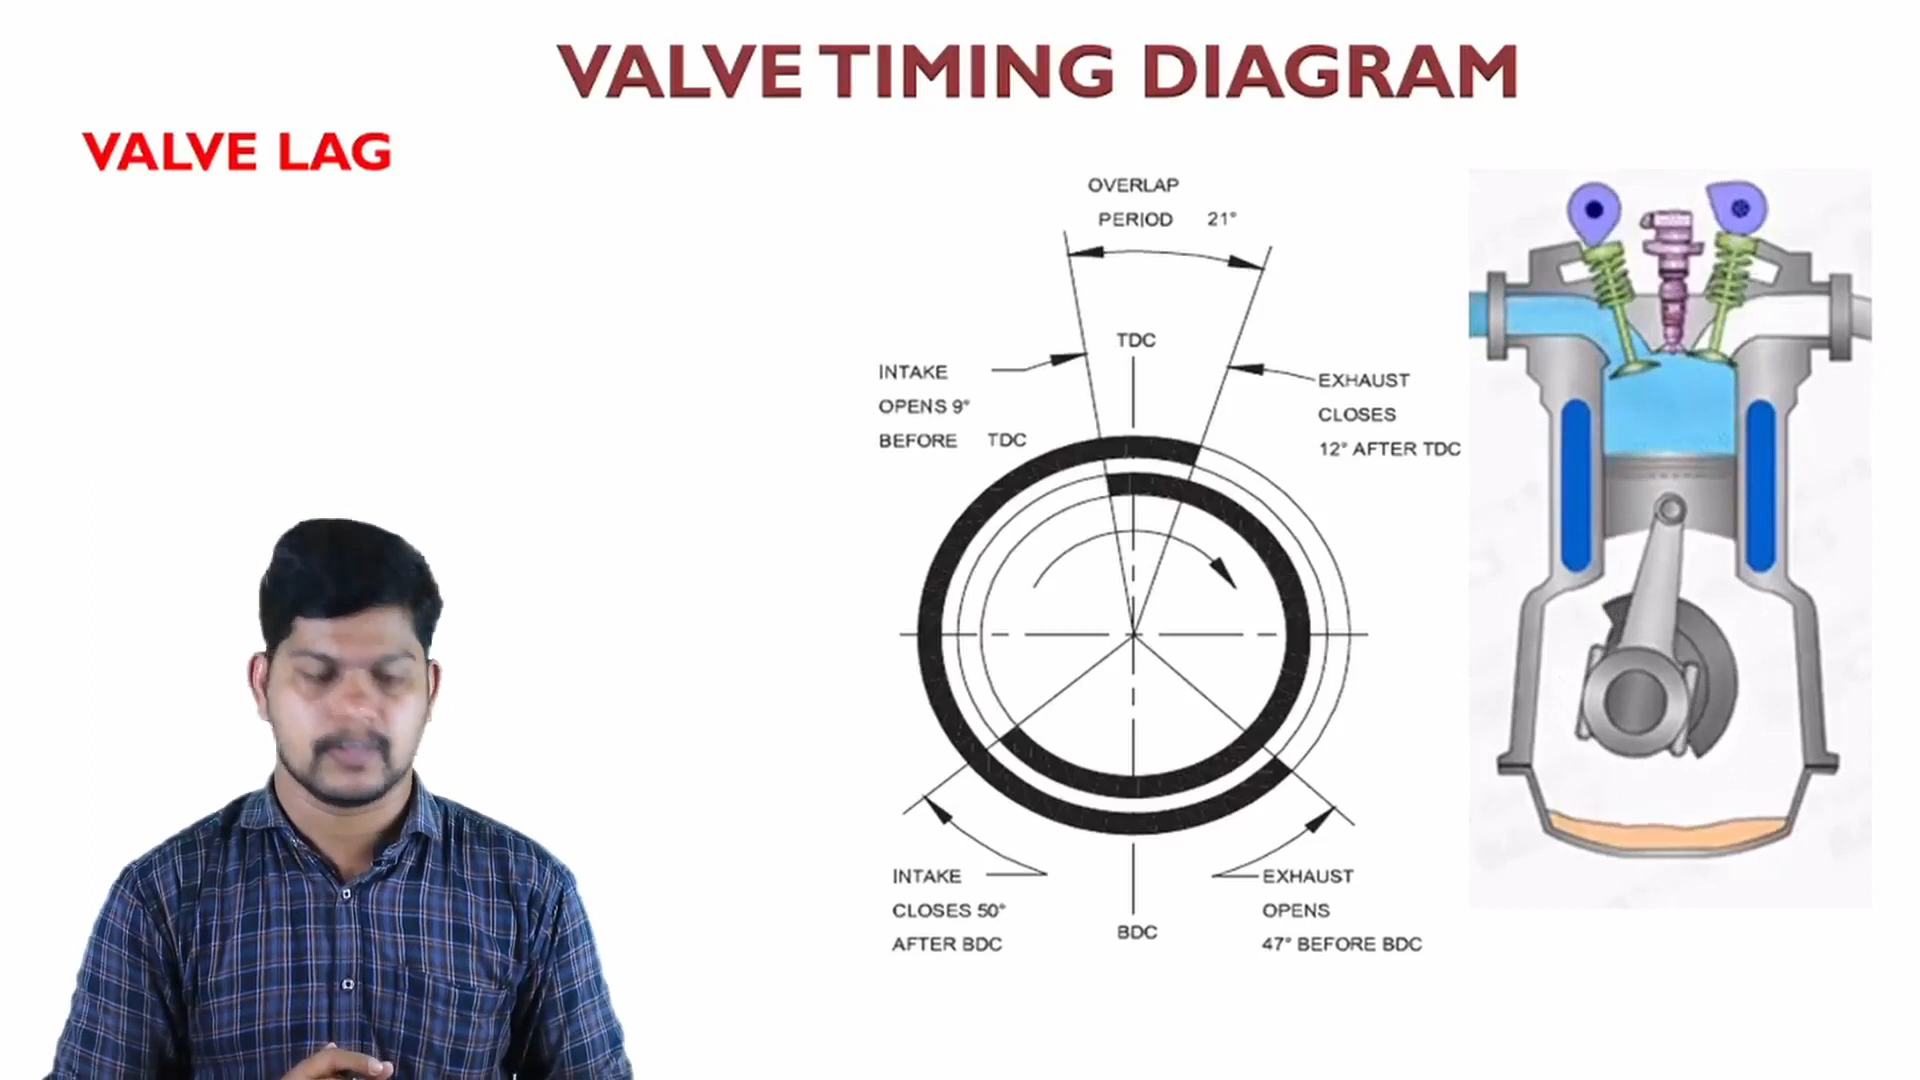 VALVE TIMING DIAGRAM
VALVE LAG
OVERLAP
PERIOD 21°
TDC
INTAKE
OPENS 9°
BEFORE TDC
EXHAUST
CLOSES
12° AFTER TDC
INTAKE
CLOSES 50°
AFTER BDC
BDC
EXHAUST
OPENS
47° BEFORE BDC